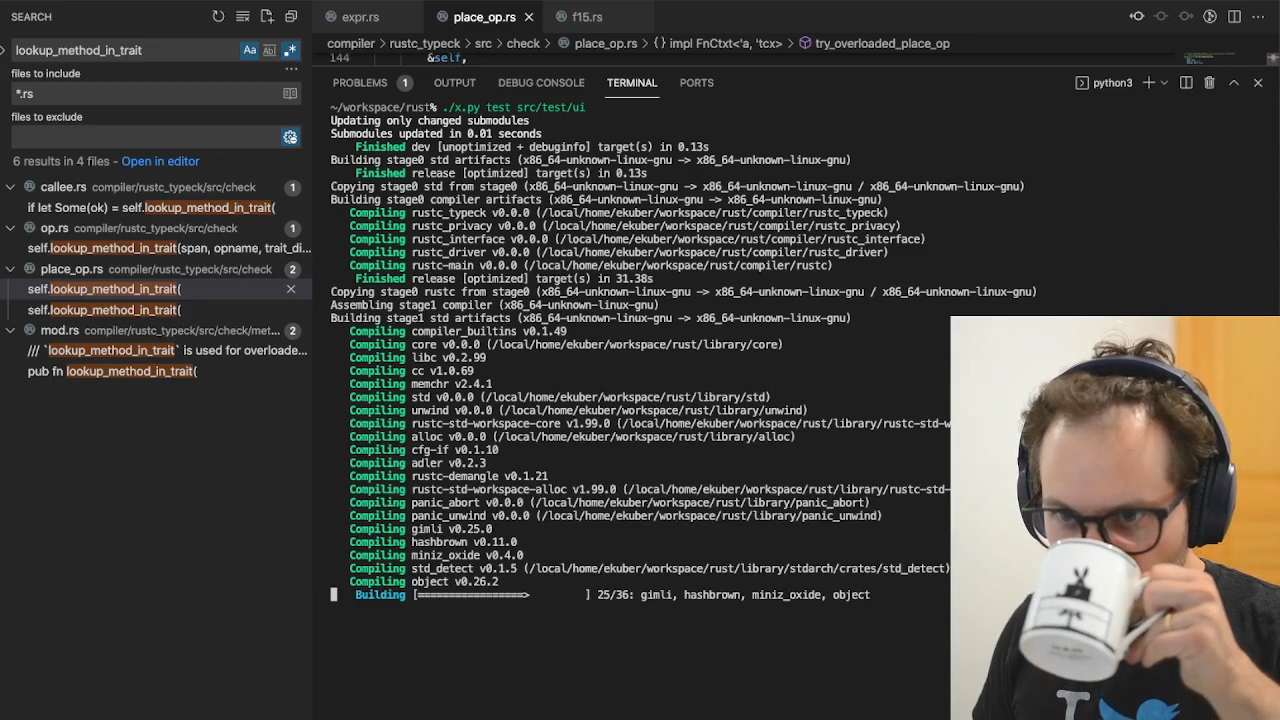 SEARCH
lookup_method_in_trait
Aa
Ab
files to include
*.rs
files to exclude
6 results in 4 files - Open in editor
callee.rs compiler/rustc_typeck/src/check 1
if let Some(ok) = self.lookup_method_in_trait(
op.rs compiler/rustc_typeck/src/check 1
self.lookup_method_in_trait(span, opname, trait_di...
place_op.rs compiler/rustc_typeck/src/check 2
self.lookup_method_in_trait(
self.lookup_method_in_trait(
mod.rs compiler/rustc_typeck/src/check/met... 2
/// `lookup_method_in_trait` is used for overloade...
pub fn lookup_method_in_trait(
expr.rs
place_op.rs
f15.rs
compiler > rustc_typeck > src > check > place_op.rs > {} impl FnCtxt<'a, 'tcx> > try_overloaded_place_op
144 &self,
PROBLEMS 1 OUTPUT DEBUG CONSOLE TERMINAL PORTS
python3
~/workspace/rust% ./x.py test src/test/ui
Updating only changed submodules
Submodules updated in 0.01 seconds
Finished dev [unoptimized + debuginfo] target(s) in 0.13s
Building stage0 std artifacts (x86_64-unknown-linux-gnu -> x86_64-unknown-linux-gnu)
Finished release [optimized] target(s) in 0.13s
Copying stage0 std from stage0 (x86_64-unknown-linux-gnu -> x86_64-unknown-linux-gnu / x86_64-unknown-linux-gnu)
Building stage0 compiler artifacts (x86_64-unknown-linux-gnu -> x86_64-unknown-linux-gnu)
Compiling rustc_typeck v0.0.0 (/local/home/ekuber/workspace/rust/compiler/rustc_typeck)
Compiling rustc_privacy v0.0.0 (/local/home/ekuber/workspace/rust/compiler/rustc_privacy)
Compiling rustc_interface v0.0.0 (/local/home/ekuber/workspace/rust/compiler/rustc_interface)
Compiling rustc_driver v0.0.0 (/local/home/ekuber/workspace/rust/compiler/rustc_driver)
Compiling rustc-main v0.0.0 (/local/home/ekuber/workspace/rust/compiler/rustc)
Finished release [optimized] target(s) in 31.38s
Copying stage0 rustc from stage0 (x86_64-unknown-linux-gnu -> x86_64-unknown-linux-gnu / x86_64-unknown-linux-gnu)
Assembling stage1 compiler (x86_64-unknown-linux-gnu)
Building stage1 std artifacts (x86_64-unknown-linux-gnu -> x86_64-unknown-linux-gnu)
Compiling compiler_builtins v0.1.49
Compiling core v0.0.0 (/local/home/ekuber/workspace/rust/library/core)
Compiling libc v0.2.99
Compiling cc v1.0.69
Compiling memchr v2.4.1
Compiling std v0.0.0 (/local/home/ekuber/workspace/rust/library/std)
Compiling unwind v0.0.0 (/local/home/ekuber/workspace/rust/library/unwind)
Compiling rustc-std-workspace-core v1.99.0 (/local/home/ekuber/workspace/rust/library/rustc-std-w
Compiling alloc v0.0.0 (/local/home/ekuber/workspace/rust/library/alloc)
Compiling cfg-if v0.1.10
Compiling adler v0.2.3
Compiling rustc-demangle v0.1.21
Compiling rustc-std-workspace-alloc v1.99.0 (/local/home/ekuber/workspace/rust/library/rustc-std-
Compiling panic_abort v0.0.0 (/local/home/ekuber/workspace/rust/library/panic_abort)
Compiling panic_unwind v0.0.0 (/local/home/ekuber/workspace/rust/library/panic_unwind)
Compiling gimli v0.25.0
Compiling hashbrown v0.11.0
Compiling miniz_oxide v0.4.0
Compiling std_detect v0.1.5 (/local/home/ekuber/workspace/rust/library/stdarch/crates/std_detect)
Compiling object v0.26.2
Building [=================> ] 25/36: gimli, hashbrown, miniz_oxide, object
I